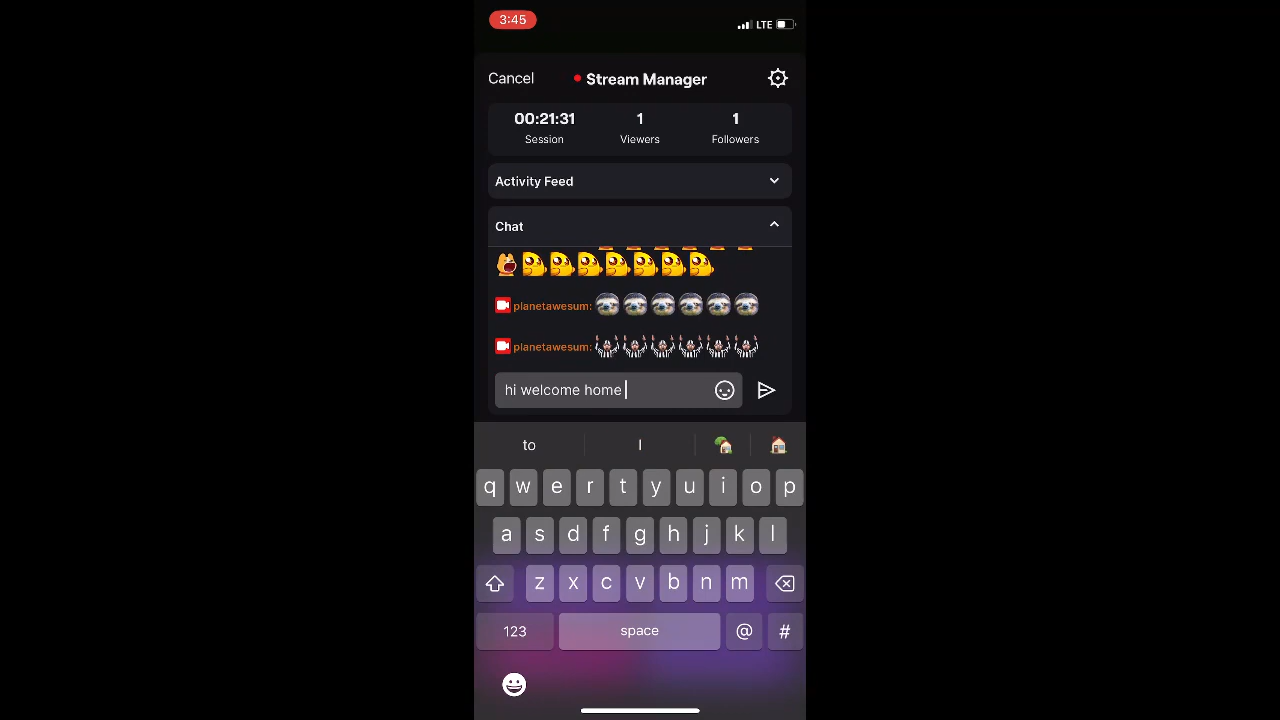 3:45
LTE
Cancel
Stream Manager
00:21:31
1
1
Session
Viewers
Followers
Activity Feed
Chat
planetawesum:
planetawesum:
hi welcome home
to
I
q w e r t y u i o p
a s d f g h j k l
z x c v b n m
123
space
@
#